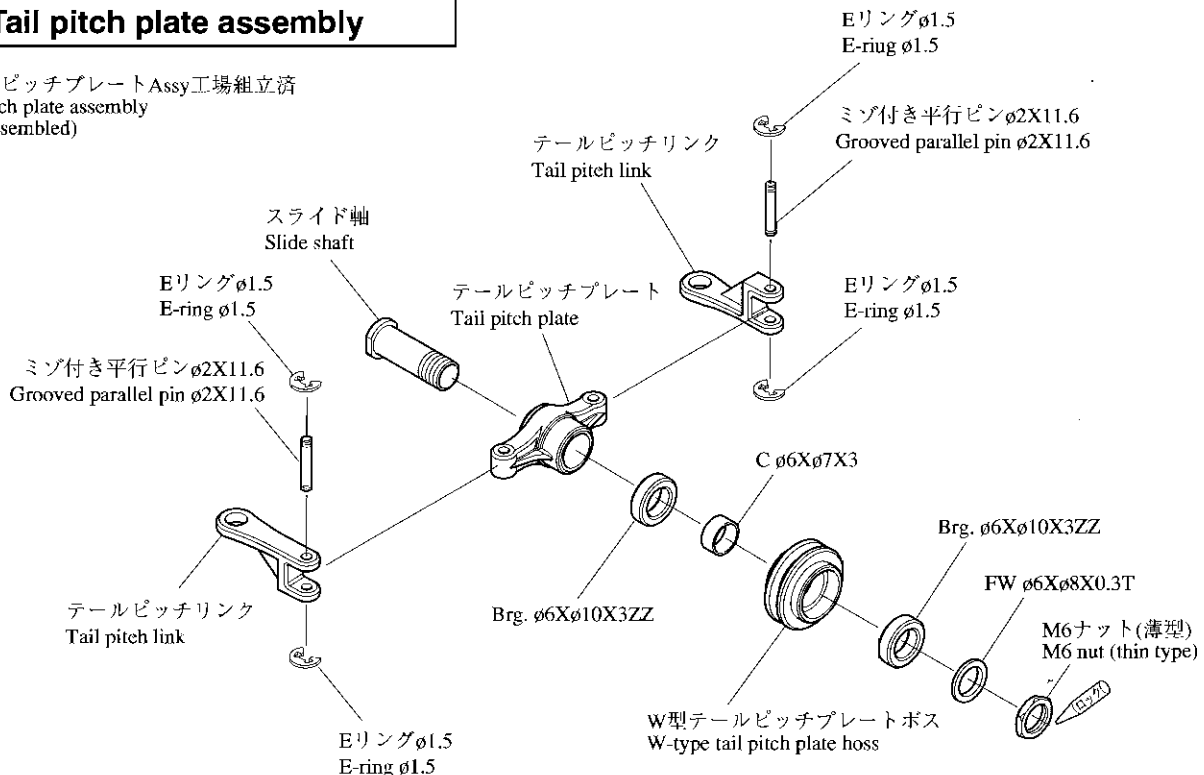 Tail pitch plate assembly
ピッチプレートAssy工場組立済
ch plate assembly
sembled)
Eリングø1.5
E-riug ø1.5
ミゾ付き平行ピンø2X11.6
Grooved parallel pin ø2X11.6
テールピッチリンク
Tail pitch link
スライド軸
Slide shaft
Eリングø1.5
E-ring ø1.5
テールピッチプレート
Tail pitch plate
Eリングø1.5
E-ring ø1.5
ミゾ付き平行ピンø2X11.6
Grooved parallel pin ø2X11.6
C ø6Xø7X3
Brg. ø6Xø10X3ZZ
FW ø6Xø8X0.3T
Brg. ø6Xø10X3ZZ
テールピッチリンク
Tail pitch link
M6ナット(薄型)
M6 nut (thin type)
ロック
W型テールピッチプレートボス
W-type tail pitch plate hoss
Eリングø1.5
E-ring ø1.5